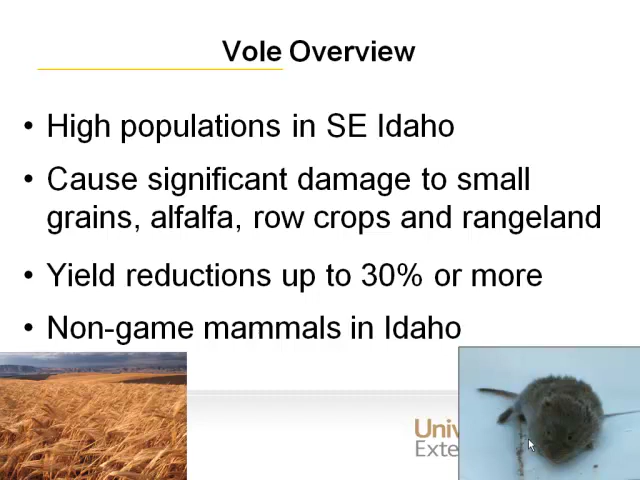 Vole Overview
• High populations in SE Idaho
• Cause significant damage to small
grains, alfalfa, row crops and rangeland
• Yield reductions up to 30% or more
• Non-game mammals in Idaho